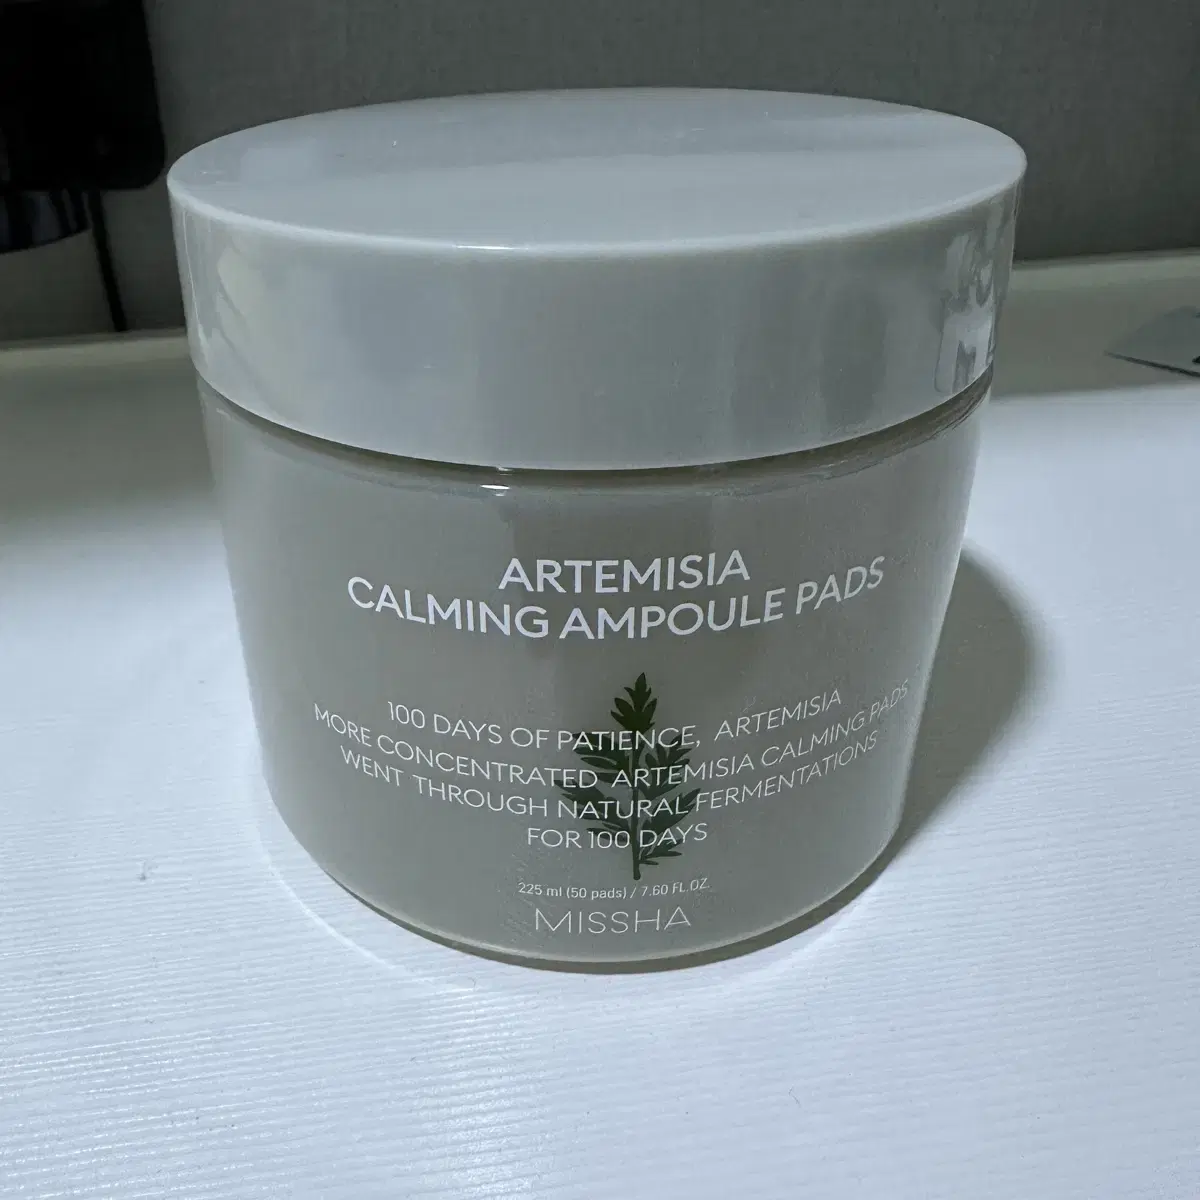 ARTEMISIA
CALMING AMPOULE PADS
100 DAYS OF PATIENCE, ARTEMISIA
MORE CONCENTRATED ARTEMISIA CALMING PADS
WENT THROUGH NATURAL FERMENTATIONS
FOR 100 DAYS
225 ml (50 pads) / 7.60 FL.OZ.
MISSHA